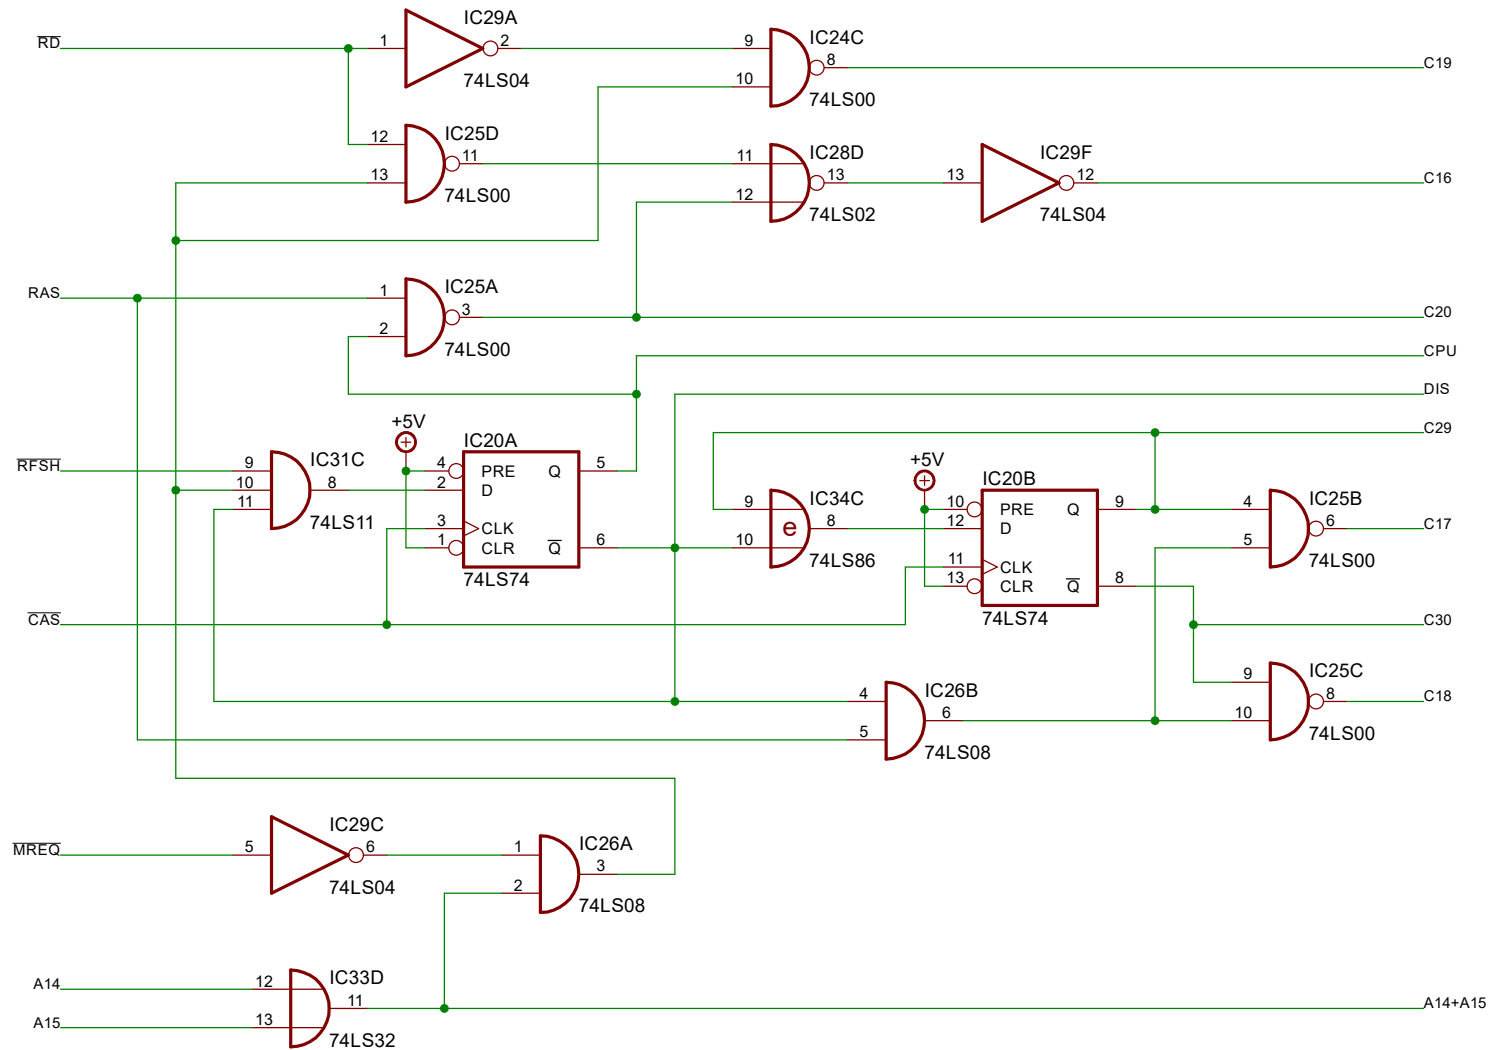 IC29A
RD 1 2 9 IC24C
8 C19
74LS04 10
74LS00
12 IC25D
11 11 IC28D IC29F
13 13 13 12 C16
74LS00 12 74LS02 74LS04
RAS 1 IC25A
3 C20
2 74LS00
CPU
DIS
+5V
IC20A C29
RFSH 9 IC31C 4 PRE Q 5 +5V IC20B
10 8 2 D
11 74LS11 9 IC34C 10 PRE Q 9 4 IC25B
3 CLK e 8 12 D 6 C17
1 CLR Q 6 10 74LS86 5 74LS00
74LS74 11 CLK
13 CLR Q 8
CAS 74LS74 C30
9 IC25C
4 IC26B 8 C18
6 10 74LS00
5 74LS08
IC29C
MREQ 5 6 1 IC26A
3
74LS04 2 74LS08
A14 12 IC33D
11 A14+A15
A15 13 74LS32